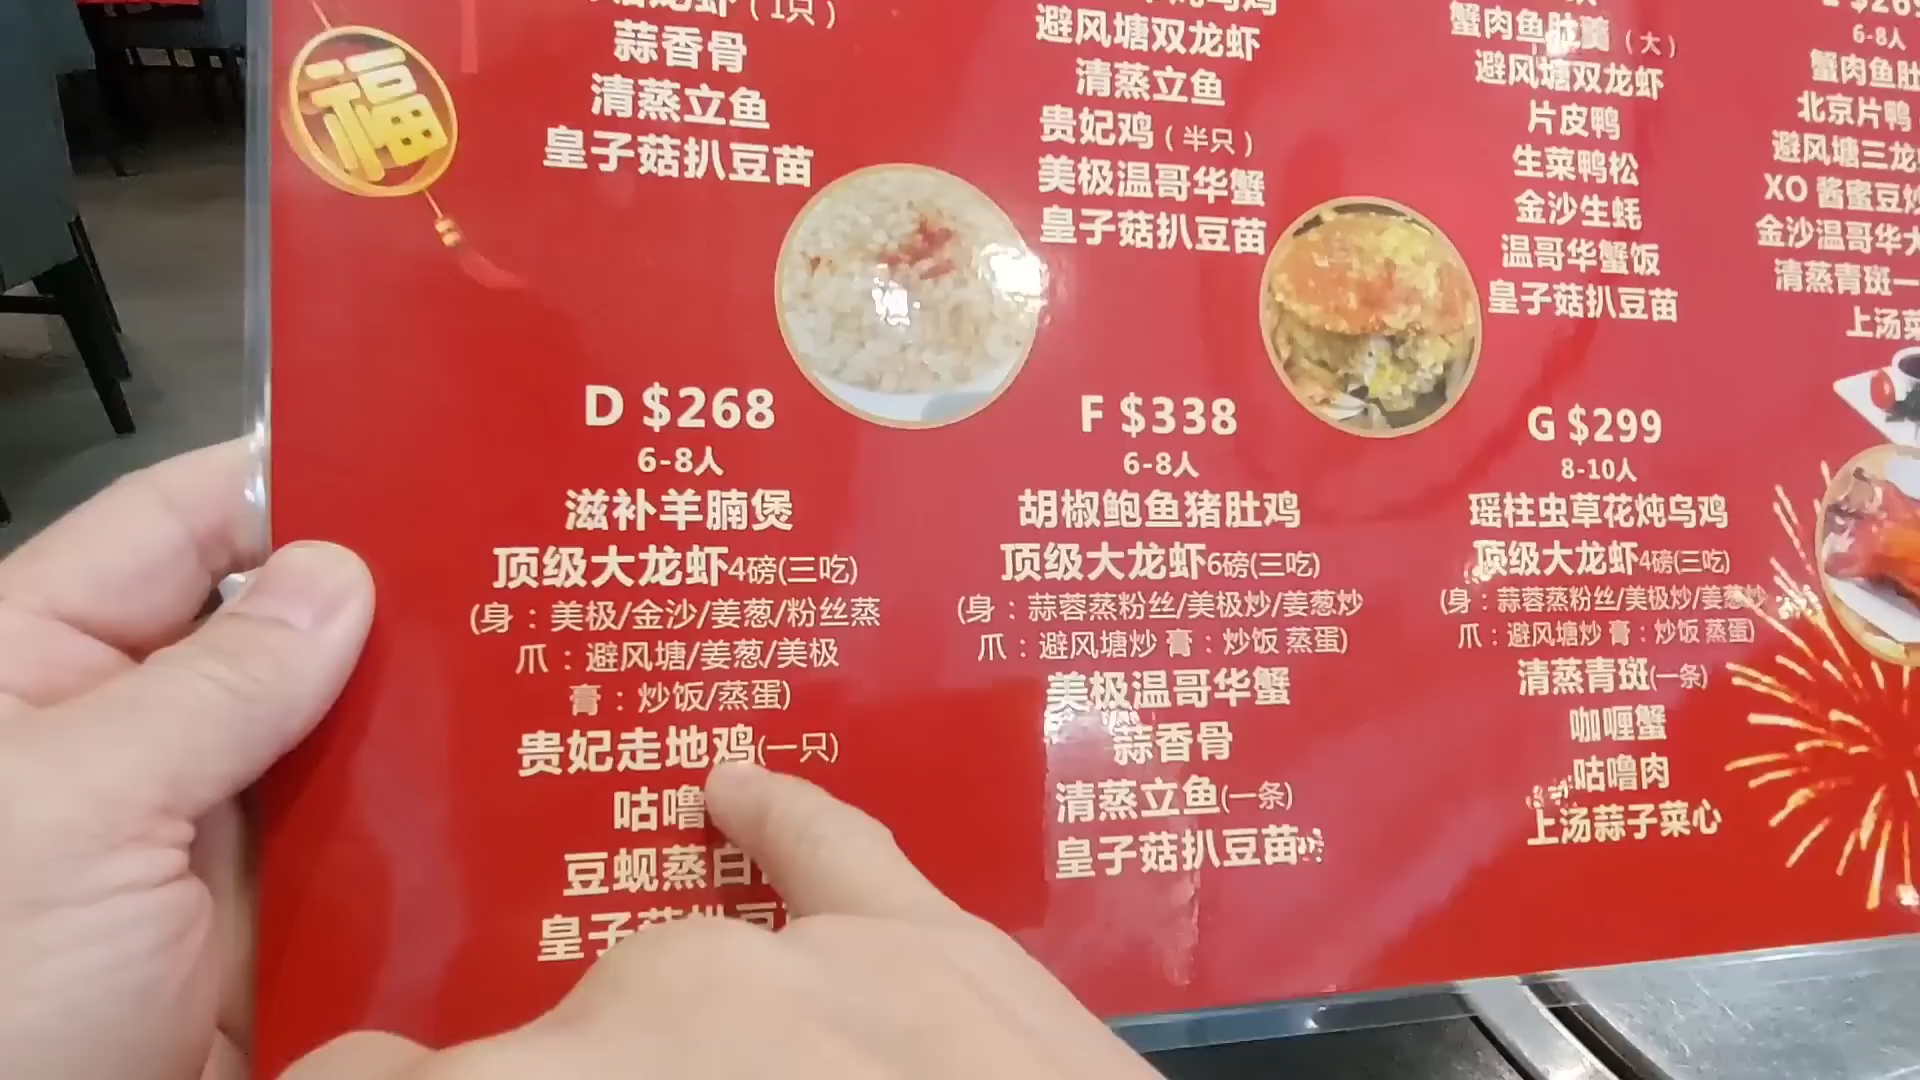 福
(1只)
蒜香骨
清蒸立鱼
皇子菇扒豆苗
避风塘双龙虾
清蒸立鱼
贵妃鸡(半只)
美极温哥华蟹
皇子菇扒豆苗
蟹肉鱼肚羹(大)
避风塘双龙虾
片皮鸭
生菜鸭松
金沙生蚝
温哥华蟹饭
皇子菇扒豆苗
6-8人
蟹肉鱼肚
北京片鸭
避风塘三龙
XO 酱蜜豆
金沙温哥华
清蒸青斑一
上汤
D $268
6-8人
滋补羊腩煲
顶级大龙虾4磅(三吃)
(身：美极/金沙/姜葱/粉丝蒸
爪：避风塘/姜葱/美极
膏：炒饭/蒸蛋)
贵妃走地鸡(一只)
咕噜
豆蚬蒸白
皇子
F $338
6-8人
胡椒鲍鱼猪肚鸡
顶级大龙虾6磅(三吃)
(身：蒜蓉蒸粉丝/美极炒/姜葱炒
爪：避风塘炒 膏：炒饭 蒸蛋)
美极温哥华蟹
蒜香骨
清蒸立鱼(一条)
皇子菇扒豆苗
G $299
8-10人
瑶柱虫草花炖乌鸡
顶级大龙虾4磅(三吃)
(身：蒜蓉蒸粉丝/美极炒/姜葱炒
爪：避风塘炒 膏：炒饭 蒸蛋)
清蒸青斑(一条)
咖喱蟹
咕噜肉
上汤蒜子菜心